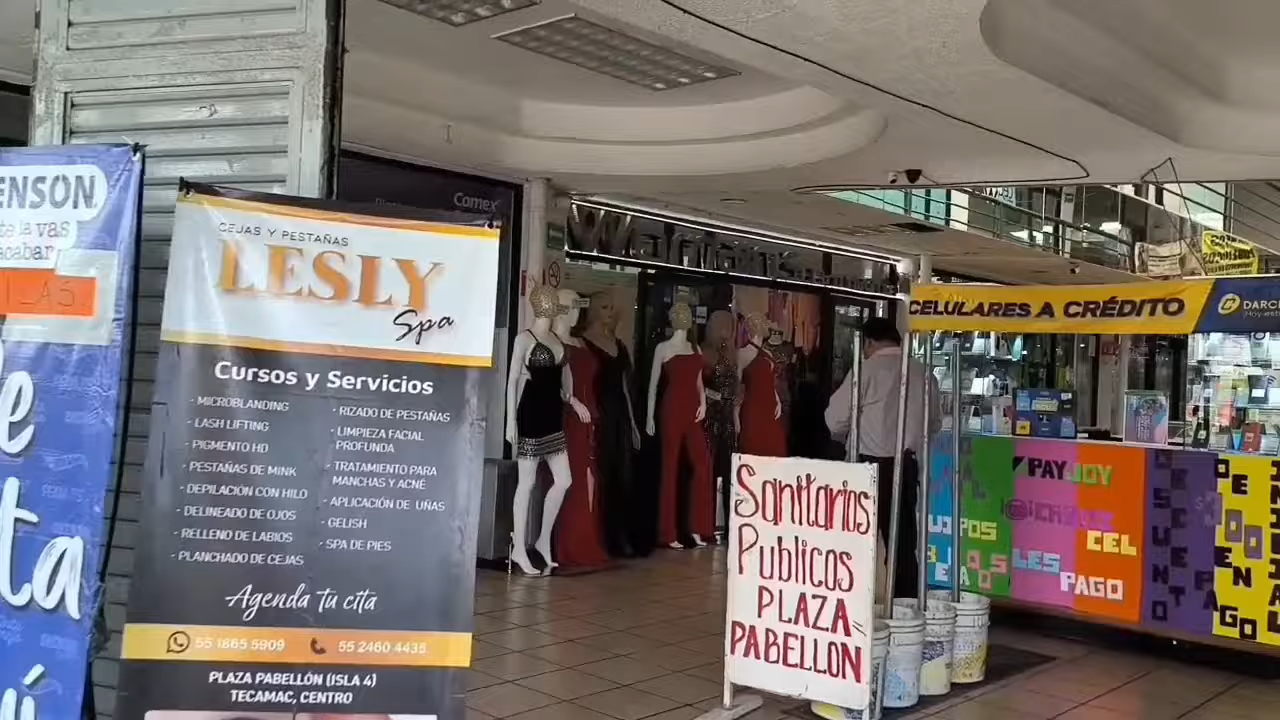 ENSON
te la vas
acabar
ILAS
ta
CEJAS Y PESTAÑAS
LESLY
Spa
Cursos y Servicios
· MICROBLANDING
· LASH LIFTING
· PIGMENTO HD
· PESTAÑAS DE MINK
· DEPILACIÓN CON HILO
· DELINEADO DE OJOS
· RELLENO DE LABIOS
· PLANCHADO DE CEJAS
· RIZADO DE PESTAÑAS
· LIMPIEZA FACIAL
PROFUNDA
· TRATAMIENTO PARA
MANCHAS Y ACNÉ
· APLICACIÓN DE UÑAS
· GELISH
· SPA DE PIES
Agenda tu cita
55 1865 5909 55 2460 4435
PLAZA PABELLÓN (ISLA 4)
TECAMAC, CENTRO
Comex
Sanitarios
Publicos
PLAZA
PABELLON
CELULARES A CRÉDITO
PAYJOY
CEL
PAGO